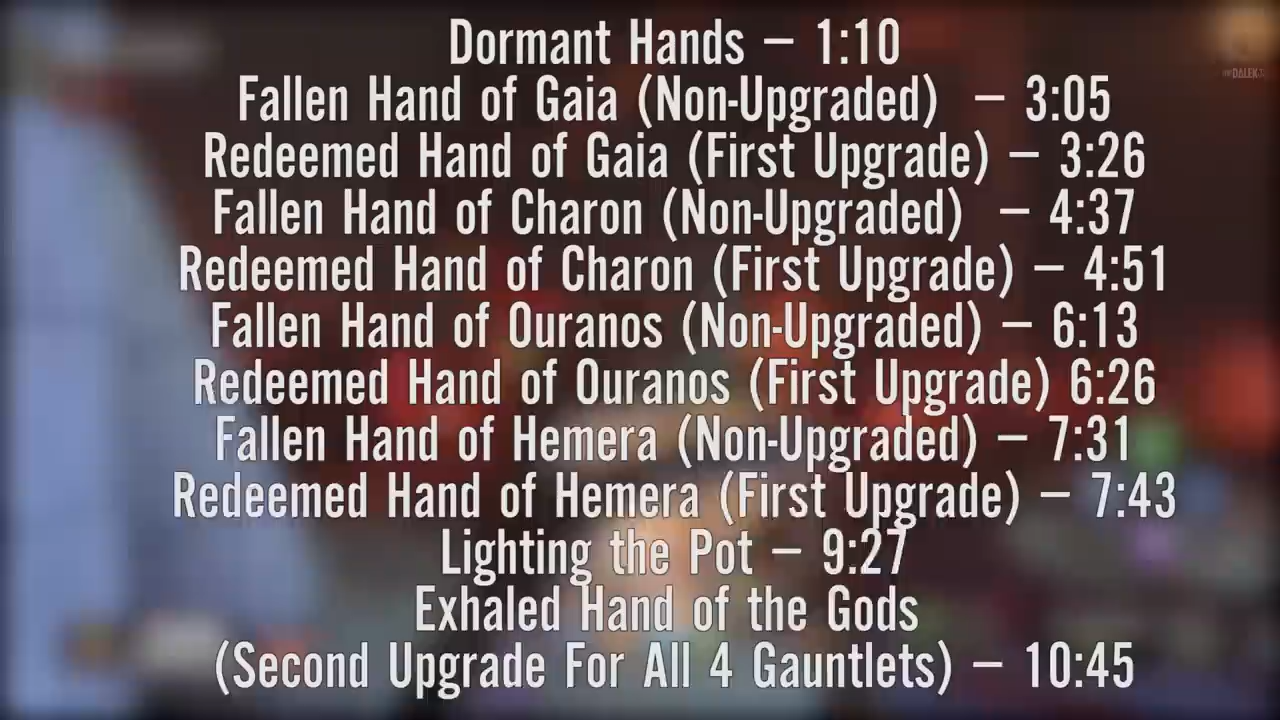 Dormant Hands – 1:10
Fallen Hand of Gaia (Non-Upgraded) – 3:05
Redeemed Hand of Gaia (First Upgrade) – 3:26
Fallen Hand of Charon (Non-Upgraded) – 4:37
Redeemed Hand of Charon (First Upgrade) – 4:51
Fallen Hand of Ouranos (Non-Upgraded) – 6:13
Redeemed Hand of Ouranos (First Upgrade) 6:26
Fallen Hand of Hemera (Non-Upgraded) – 7:31
Redeemed Hand of Hemera (First Upgrade) – 7:43
Lighting the Pot – 9:27
Exhaled Hand of the Gods
(Second Upgrade For All 4 Gauntlets) – 10:45